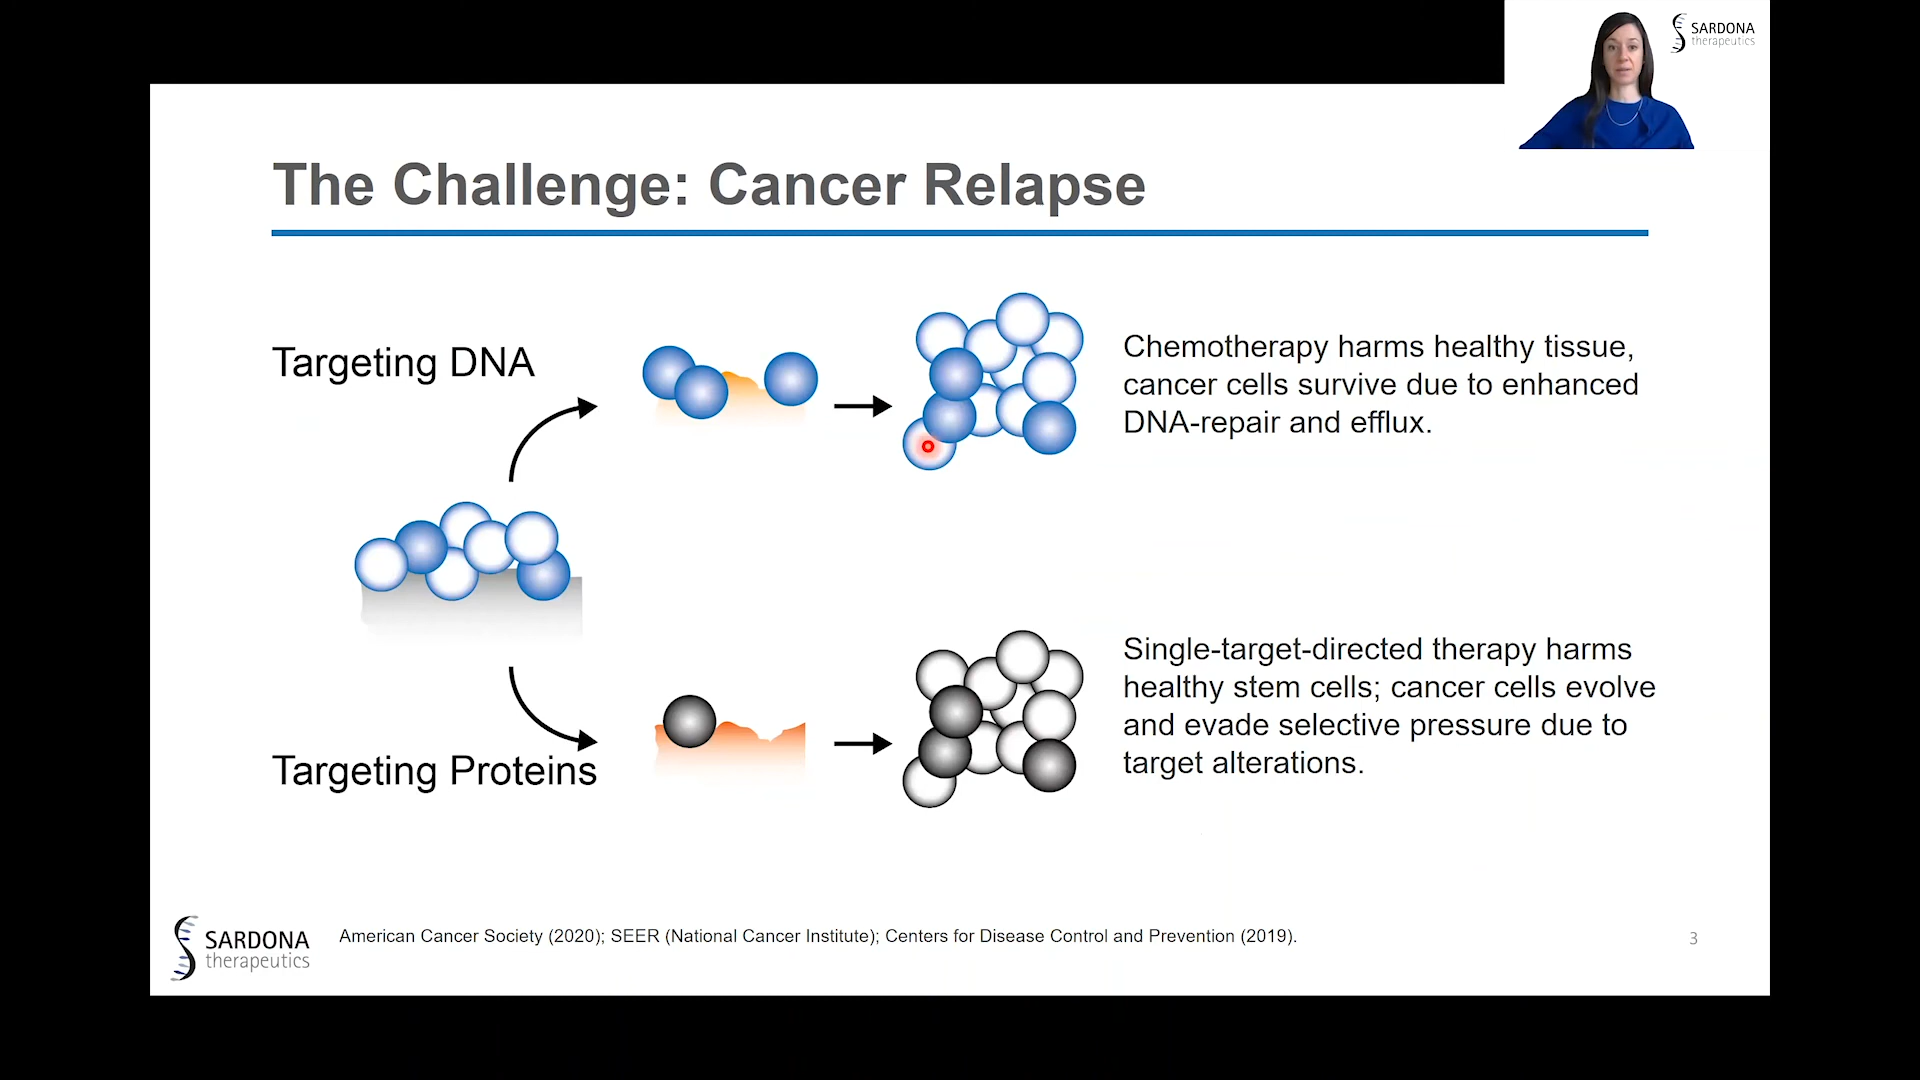 SARDONA
therapeutics
The Challenge: Cancer Relapse
Targeting DNA
Chemotherapy harms healthy tissue,
cancer cells survive due to enhanced
DNA-repair and efflux.
Single-target-directed therapy harms
healthy stem cells; cancer cells evolve
and evade selective pressure due to
target alterations.
Targeting Proteins
SARDONA
therapeutics
American Cancer Society (2020); SEER (National Cancer Institute); Centers for Disease Control and Prevention (2019).
3